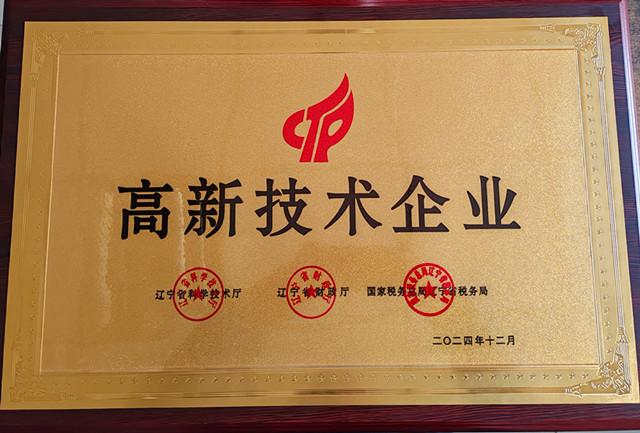 CTP
高新技术企业
辽宁省科学技术厅 辽宁省财政厅 国家税务总局辽宁省税务局
二〇二四年十二月